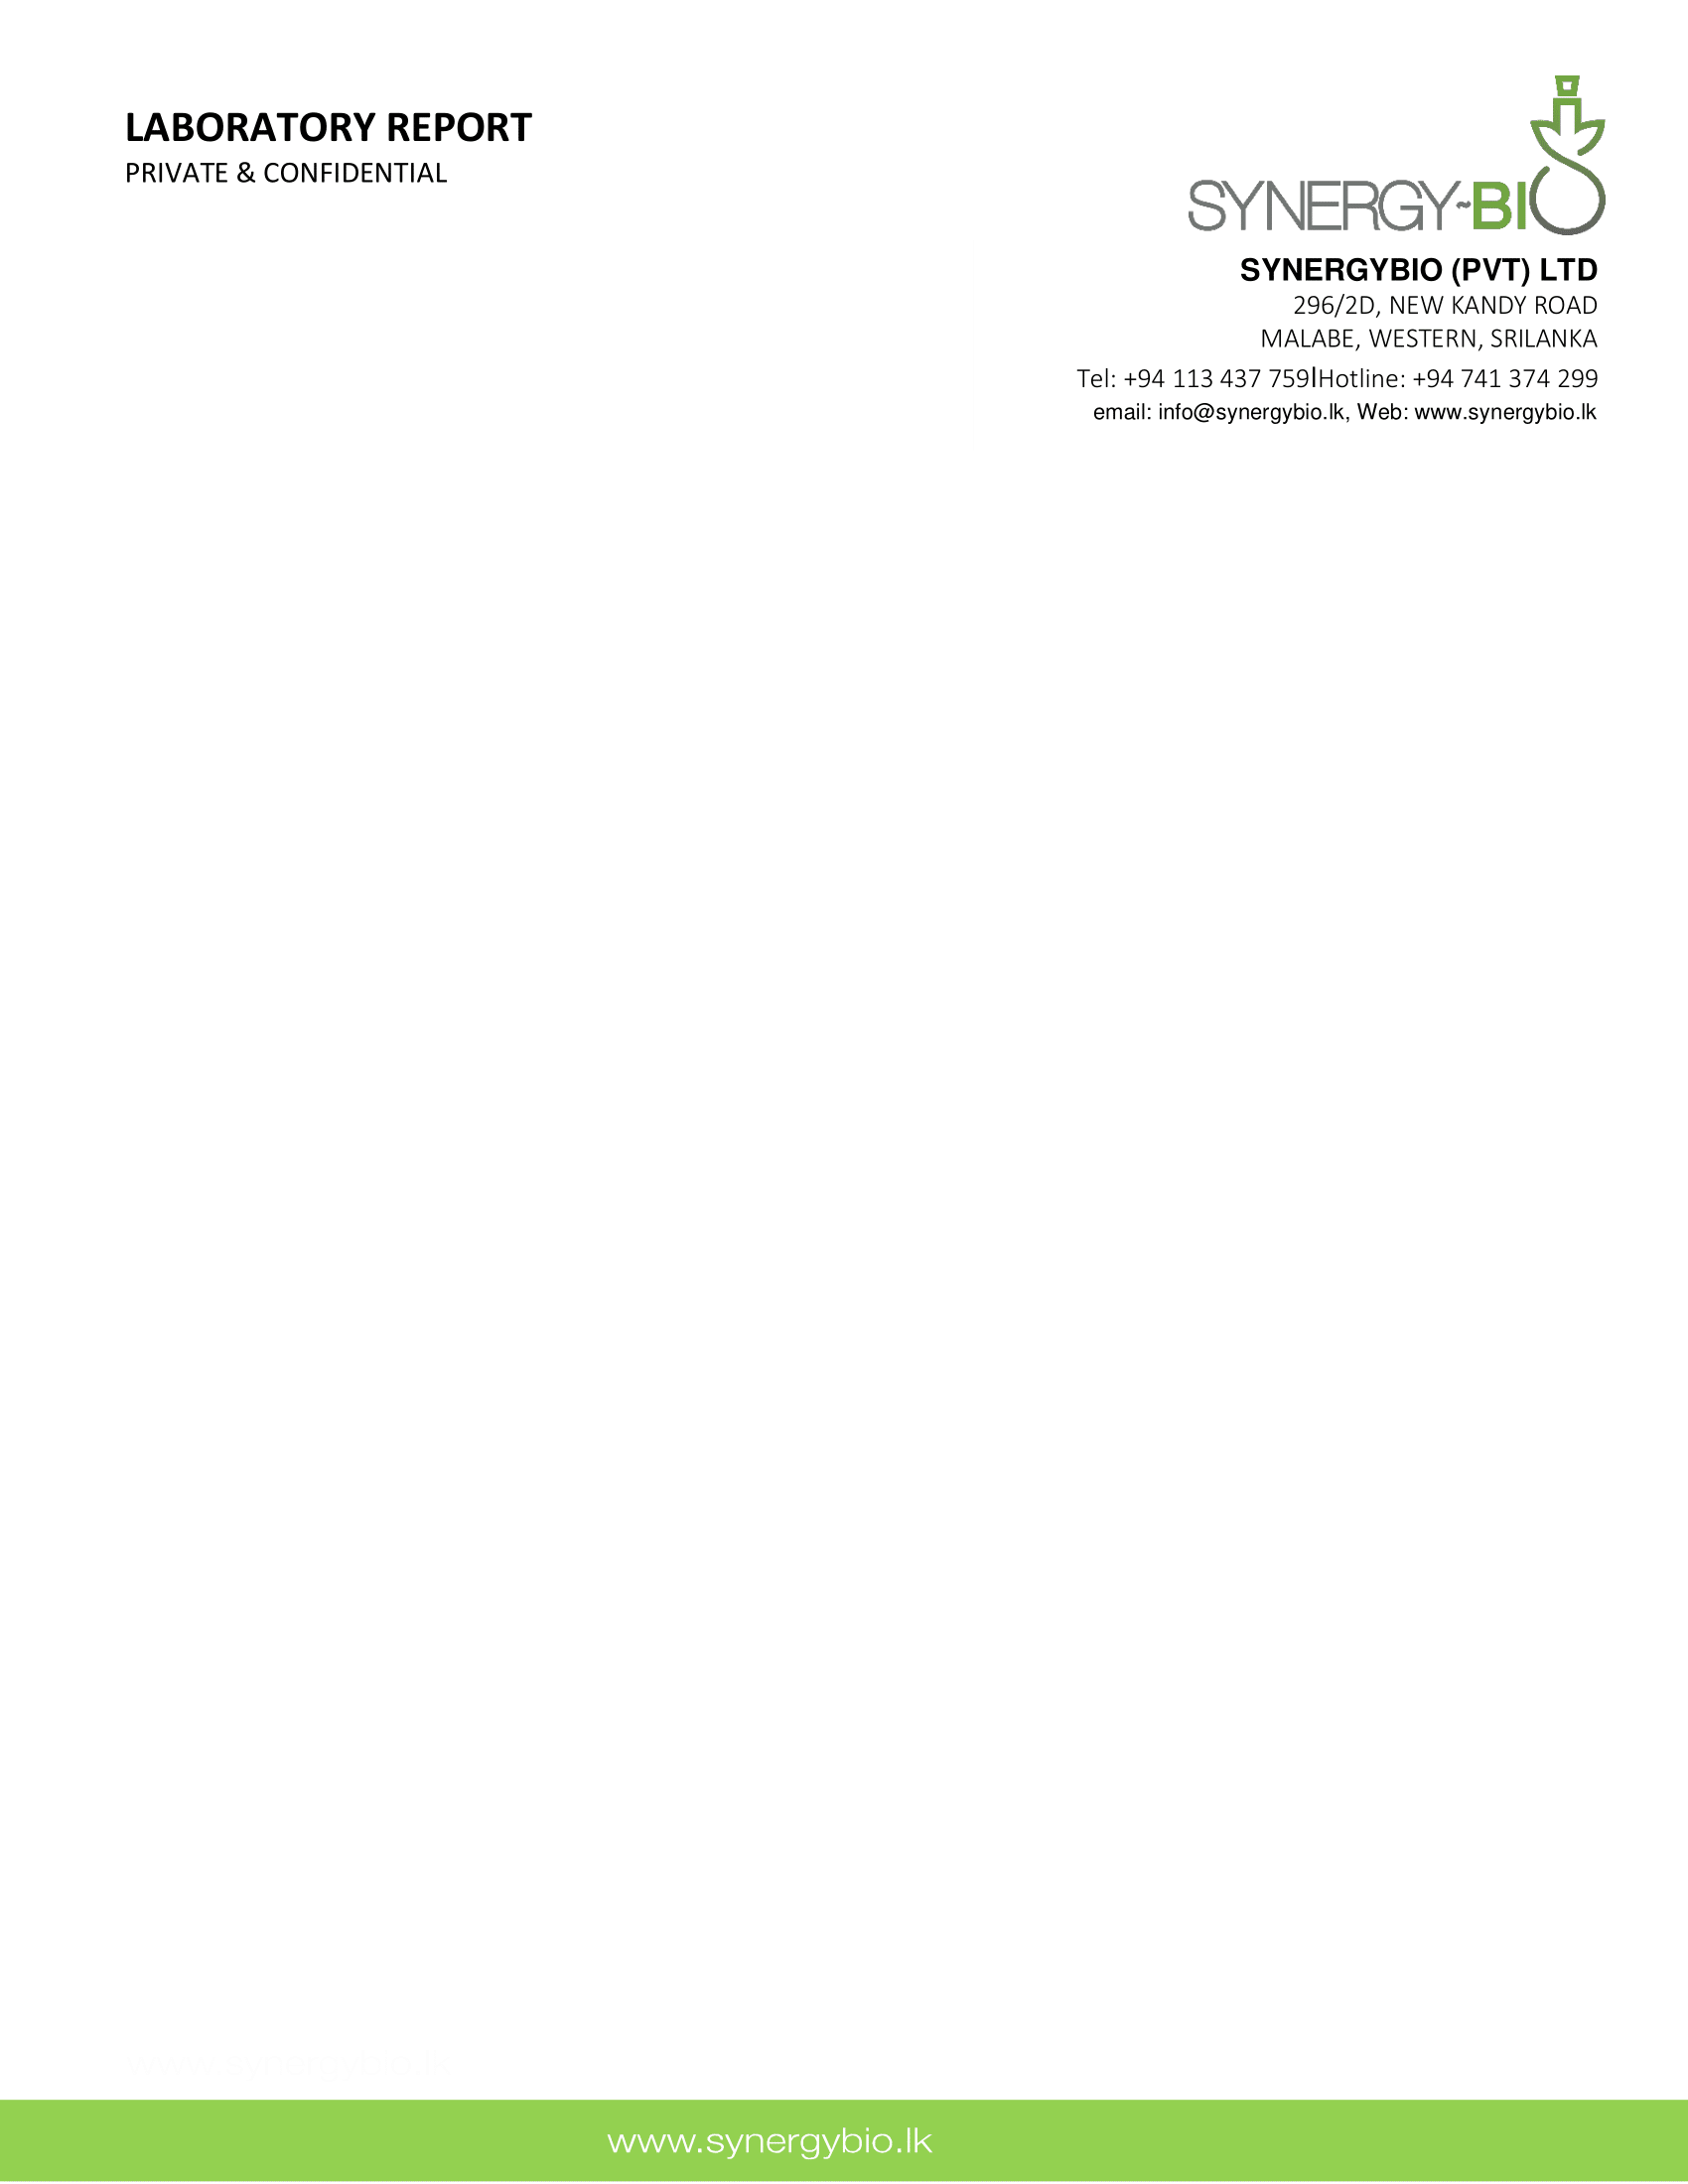 LABORATORY REPORT
PRIVATE & CONFIDENTIAL
SYNERGY~BIO
SYNERGYBIO (PVT) LTD
296/2D, NEW KANDY ROAD
MALABE, WESTERN, SRILANKA
Tel: +94 113 437 759|Hotline: +94 741 374 299
email: info@synergybio.lk, Web: www.synergybio.lk
www.synergybio.lk